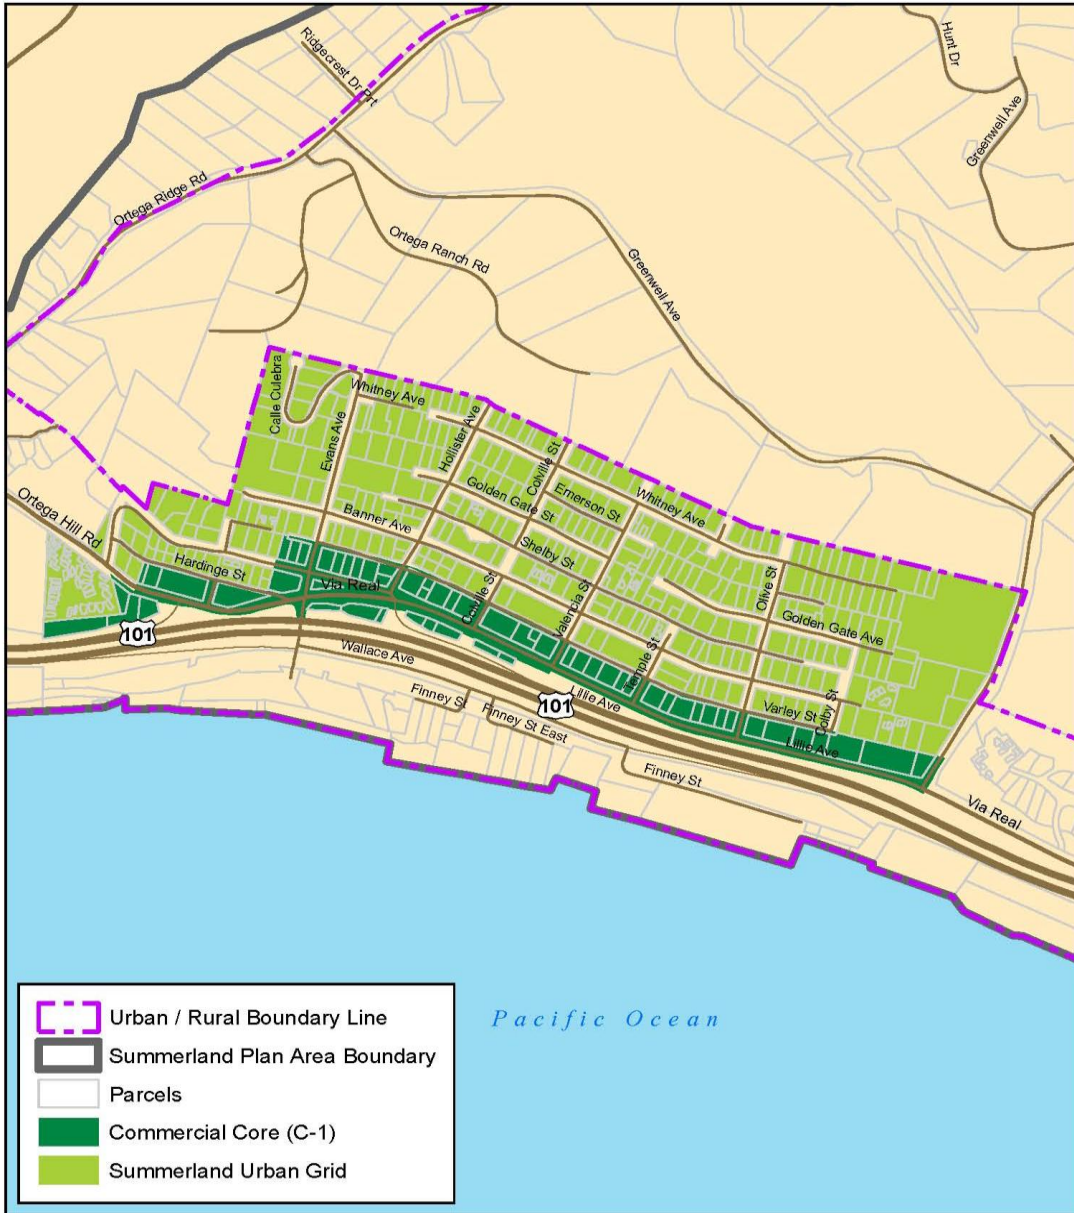 Hunt Dr
Ridgecrest Dr Prt
Greenwell Ave
Ortega Ridge Rd
Ortega Ranch Rd
Greenwell Ave
Calle Culebra
Whitney Ave
Evans Ave
Hollister Ave
Colville St
Golden Gate St
Emerson St
Whitney Ave
Ortega Hill Rd
Banner Ave
Shelby St
Hardinge St
Via Real
Colville St
Valencia St
Olive St
Golden Gate Ave
101
Wallace Ave
Temple St
Finney St
Lillie Ave
101
Finney St East
Varley St
Colby St
Lillie Ave
Finney St
Via Real
Pacific Ocean
Urban / Rural Boundary Line
Summerland Plan Area Boundary
Parcels
Commercial Core (C-1)
Summerland Urban Grid